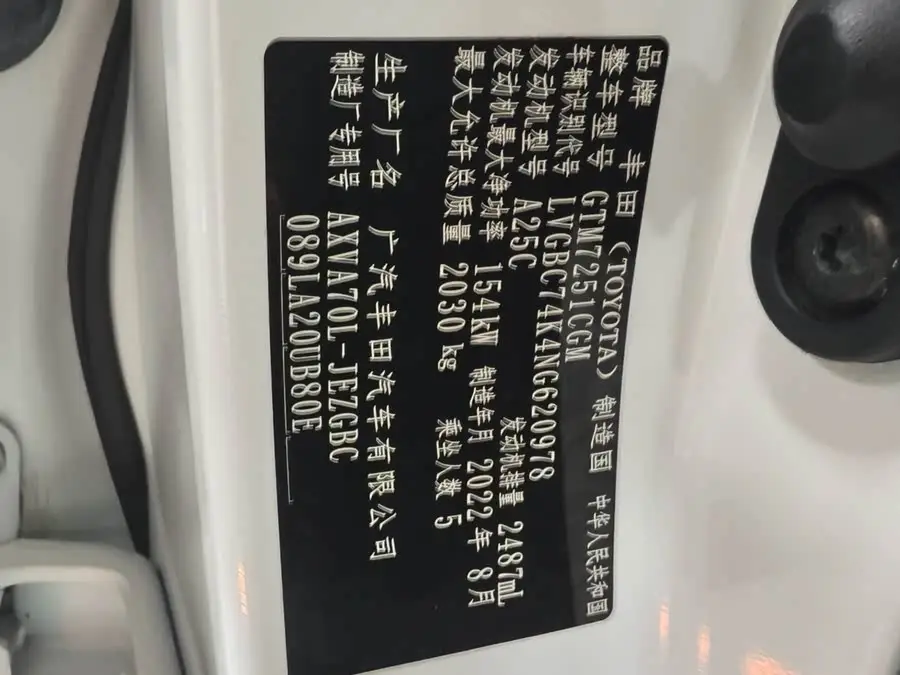 品牌 丰田（TOYOTA） 制造国 中华人民共和国
整车型号 GTM7251CGM
车辆识别代号 LVGBC74K4NG620978
发动机型号 A25C 发动机排量 2487mL
发动机最大净功率 154kW 制造年月 2022年 8月
最大允许总质量 2030 kg 乘坐人数 5
生产厂名 广汽丰田汽车有限公司
制造厂专用号 AXVA70L-JEZGBC
089LA20UB80E